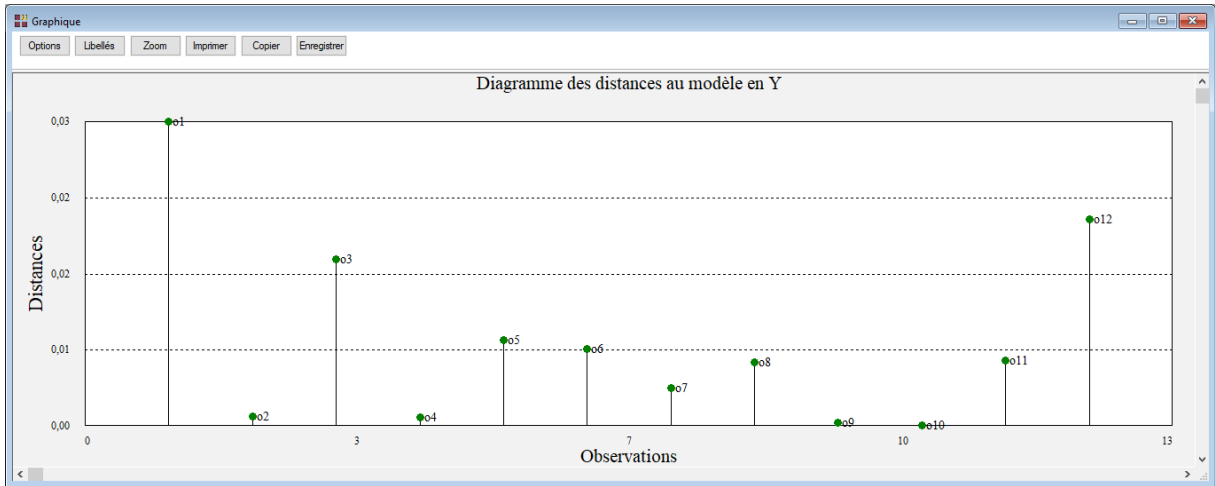 Graphique
Options Libellés Zoom Imprimer Copier Enregistrer
Diagramme des distances au modèle en Y
0,03
o1
0,02
o12
o3
Distances
0,02
o5
0,01
o6
o8
o11
o7
o2
o4
o9
o10
0,00
0 3 7 10 13
Observations